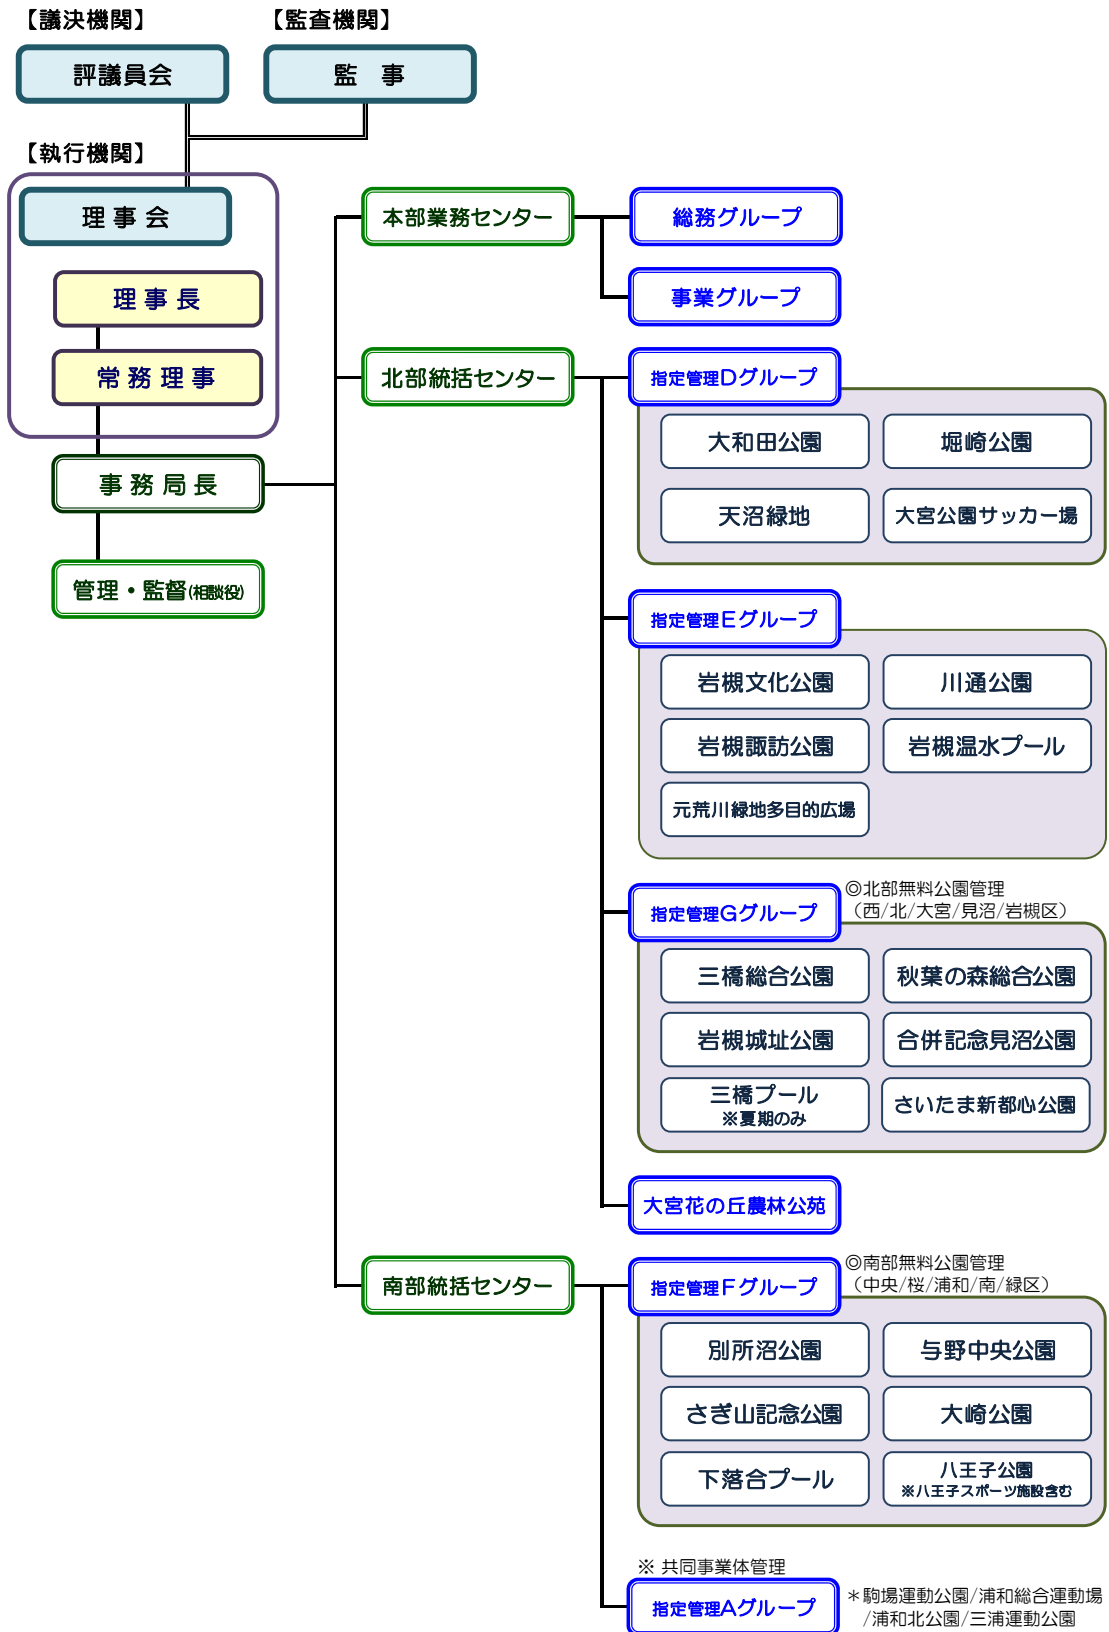 【議決機関】
【監査機関】
評議員会
監　事
【執行機関】
理 事 会
理 事 長
常 務 理 事
事 務 局 長
管理・監督(相談役)
本部業務センター
総務グループ
事業グループ
北部統括センター
指定管理Dグループ
大和田公園
堀崎公園
天沼緑地
大宮公園サッカー場
指定管理Eグループ
岩槻文化公園
川通公園
岩槻諏訪公園
岩槻温水プール
元荒川緑地多目的広場
指定管理Gグループ
◎北部無料公園管理
（西/北/大宮/見沼/岩槻区）
三橋総合公園
秋葉の森総合公園
岩槻城址公園
合併記念見沼公園
三橋プール
※夏期のみ
さいたま新都心公園
大宮花の丘農林公苑
南部統括センター
指定管理Fグループ
◎南部無料公園管理
（中央/桜/浦和/南/緑区）
別所沼公園
与野中央公園
さぎ山記念公園
大崎公園
下落合プール
八王子公園
※八王子スポーツ施設含む
※ 共同事業体管理
指定管理Aグループ
＊駒場運動公園/浦和総合運動場
/浦和北公園/三浦運動公園